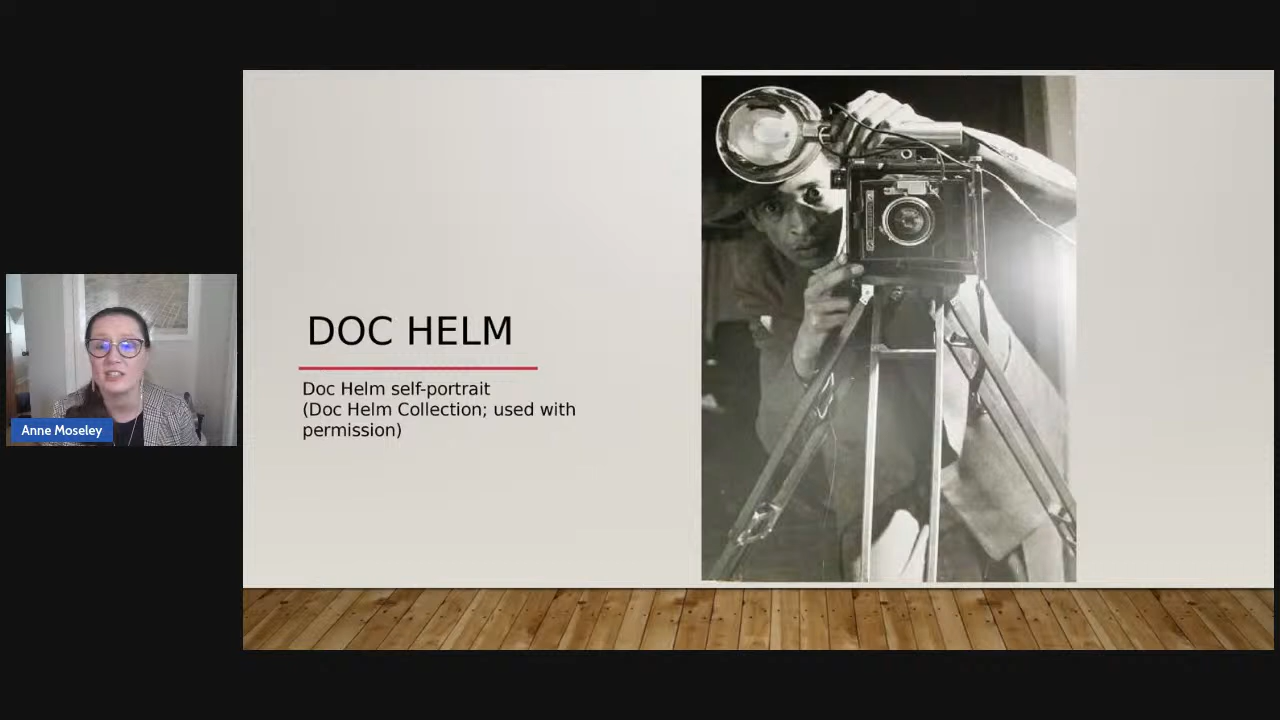 DOC HELM
Doc Helm self-portrait
(Doc Helm Collection; used with
permission)
Anne Moseley